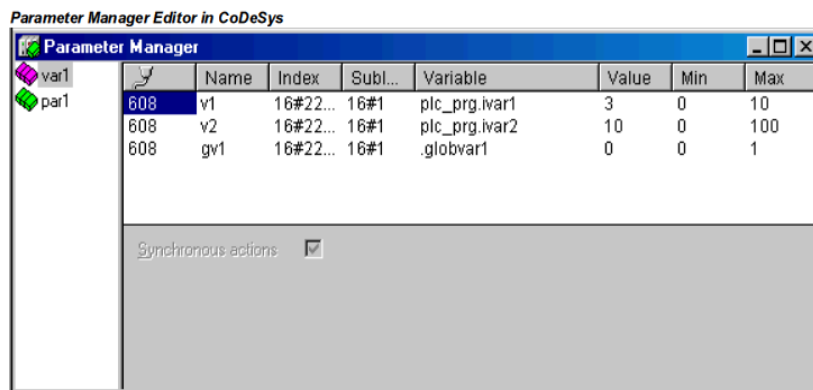 Parameter Manager Editor in CoDeSys
Parameter Manager
var1
par1
Name Index Subl... Variable Value Min Max
608 v1 16#22... 16#1 plc_prg.ivar1 3 0 10
608 v2 16#22... 16#1 plc_prg.ivar2 10 0 100
608 gv1 16#22... 16#1 .globvar1 0 0 1
Synchronous actions